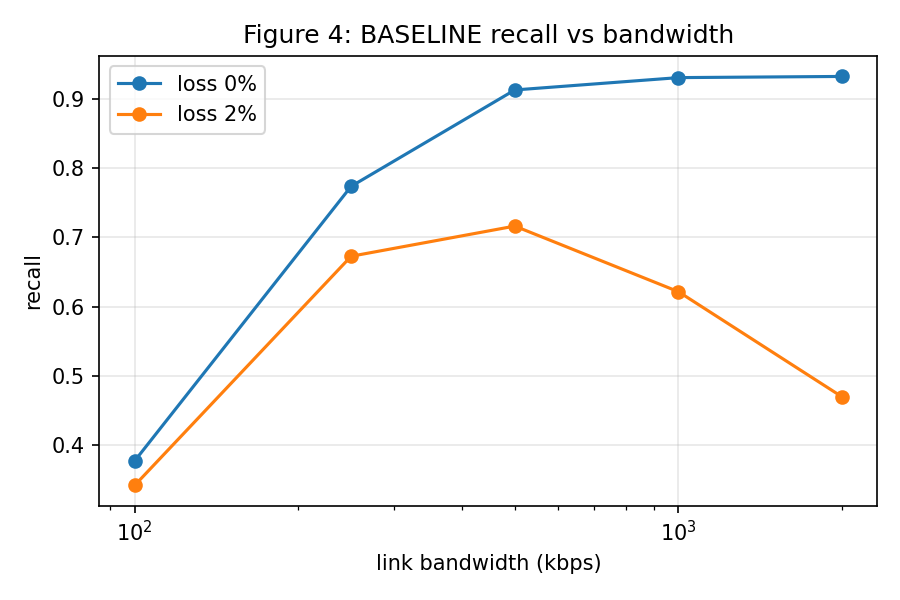 Figure 4: BASELINE recall vs bandwidth
loss 0%
loss 2%
0.9
0.8
0.7
0.6
0.5
0.4
recall
10²
10³
link bandwidth (kbps)